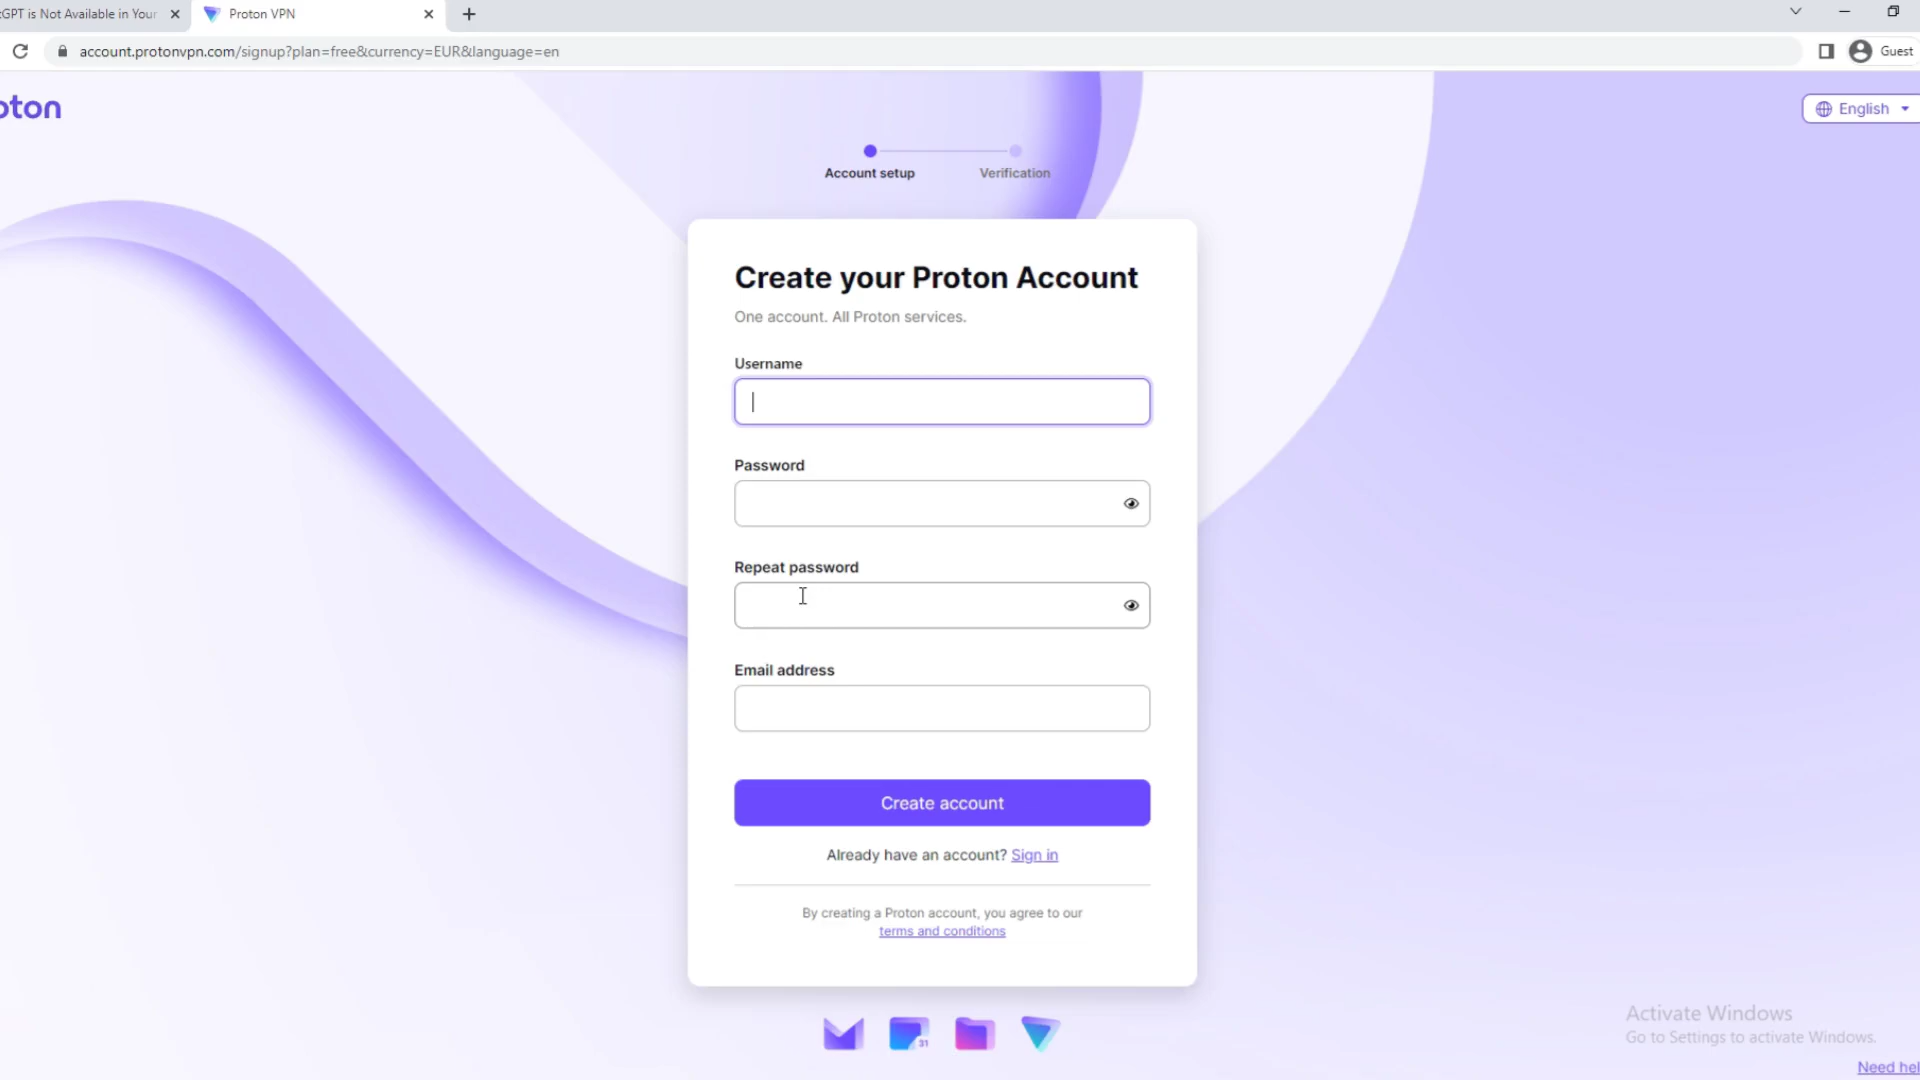 GPT is Not Available in Your
Proton VPN
account.protonvpn.com/signup?plan=free&currency=EUR&language=en
Guest
oton
English
Account setup
Verification
Create your Proton Account
One account. All Proton services.
Username
Password
Repeat password
Email address
Create account
Already have an account? Sign in
By creating a Proton account, you agree to our
terms and conditions
31
Activate Windows
Go to Settings to activate Windows.
Need hel